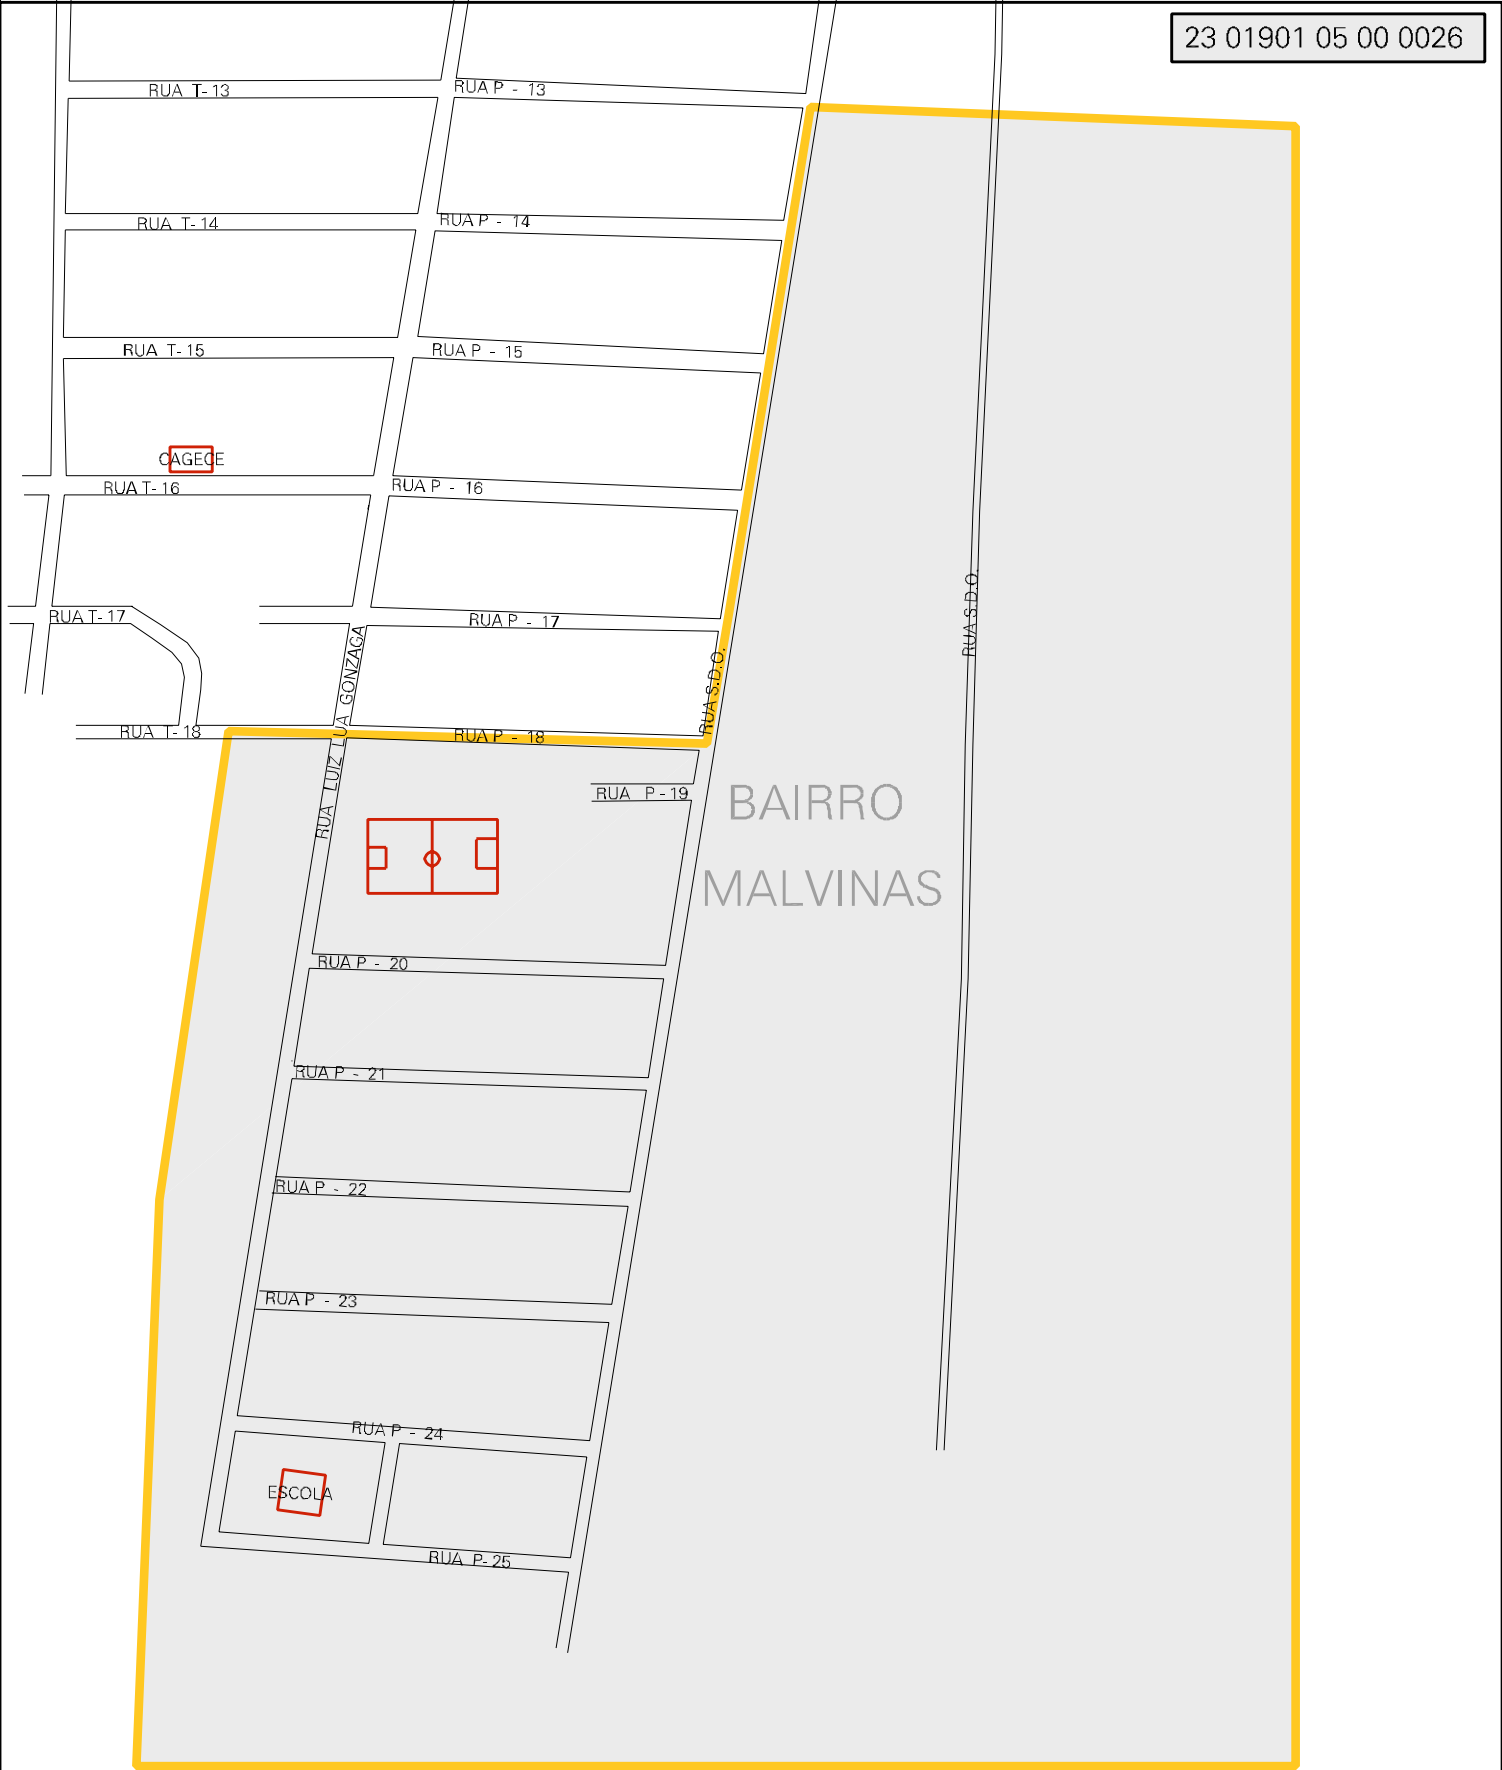 23 01901 05 00 0026
RUA T-13
RUA P - 13
RUA T-14
RUA P - 14
RUA T-15
RUA P - 15
CAGECE
RUA T-16
RUA P - 16
RUA T-17
RUA P - 17
RUA S.D.O.
RUA S.D.O.
RUA LUIZ LUA GONZAGA
RUA T-18
RUA P - 18
RUA P-19
BAIRRO
MALVINAS
RUA P - 20
RUA P - 21
RUA P - 22
RUA P - 23
RUA P - 24
ESCOLA
RUA P-25